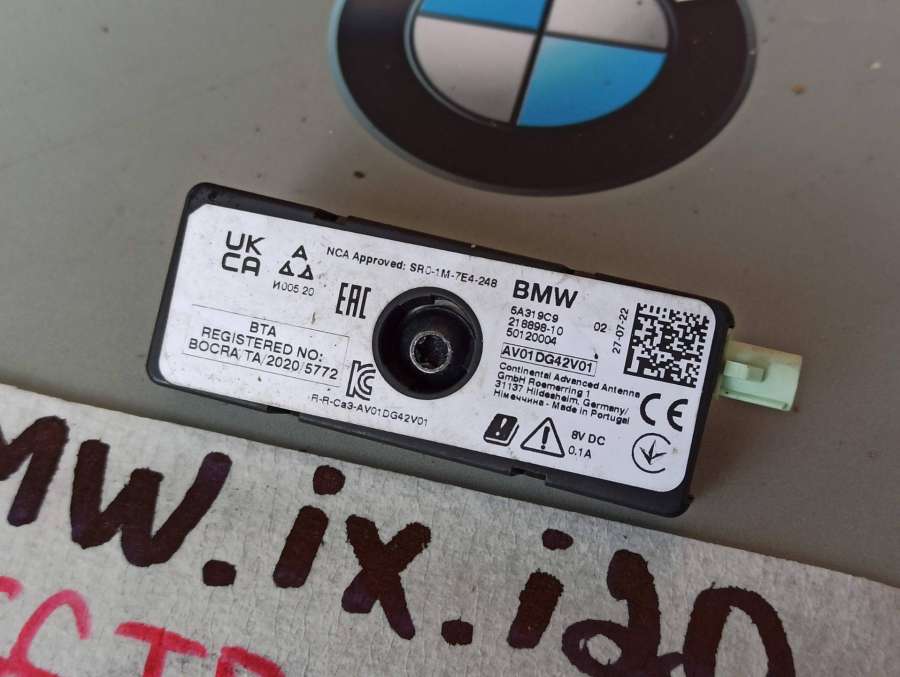 UK
CA
И005 20
NCA Approved: SR0-1M-7E4-248
EAC
BTA
REGISTERED NO:
BOCRA/TA/2020/5772
R-R-Ca3-AV01DG42V01
BMW
5A319C9 02
218898-10
50120004
27-07-22
AV01DG42V01
Continental Advanced Antenna
GmbH Roemerring 1
31137 Hildesheim, Germany/
Німеччина - Made in Portugal
CE
8V DC
0.1A
MW.ix.i20